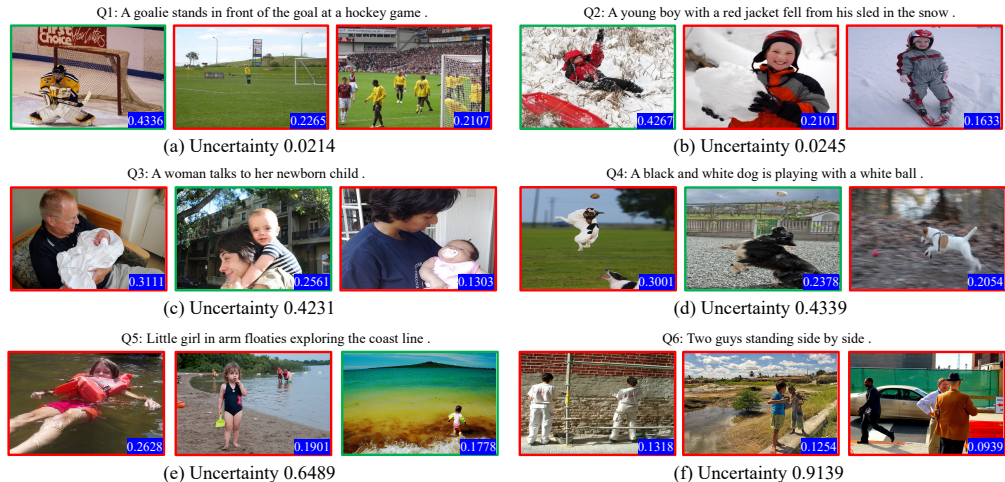 Q1: A goalie stands in front of the goal at a hockey game .
Q2: A young boy with a red jacket fell from his sled in the snow .
First
Choice
0.4336
0.2265
0.2107
0.4267
0.2101
0.1633
(a) Uncertainty 0.0214
(b) Uncertainty 0.0245
Q3: A woman talks to her newborn child .
Q4: A black and white dog is playing with a white ball .
0.3111
0.2561
0.1303
0.3001
0.2378
0.2054
(c) Uncertainty 0.4231
(d) Uncertainty 0.4339
Q5: Little girl in arm floaties exploring the coast line .
Q6: Two guys standing side by side .
0.2628
0.1901
0.1778
0.1318
0.1254
0.0939
(e) Uncertainty 0.6489
(f) Uncertainty 0.9139